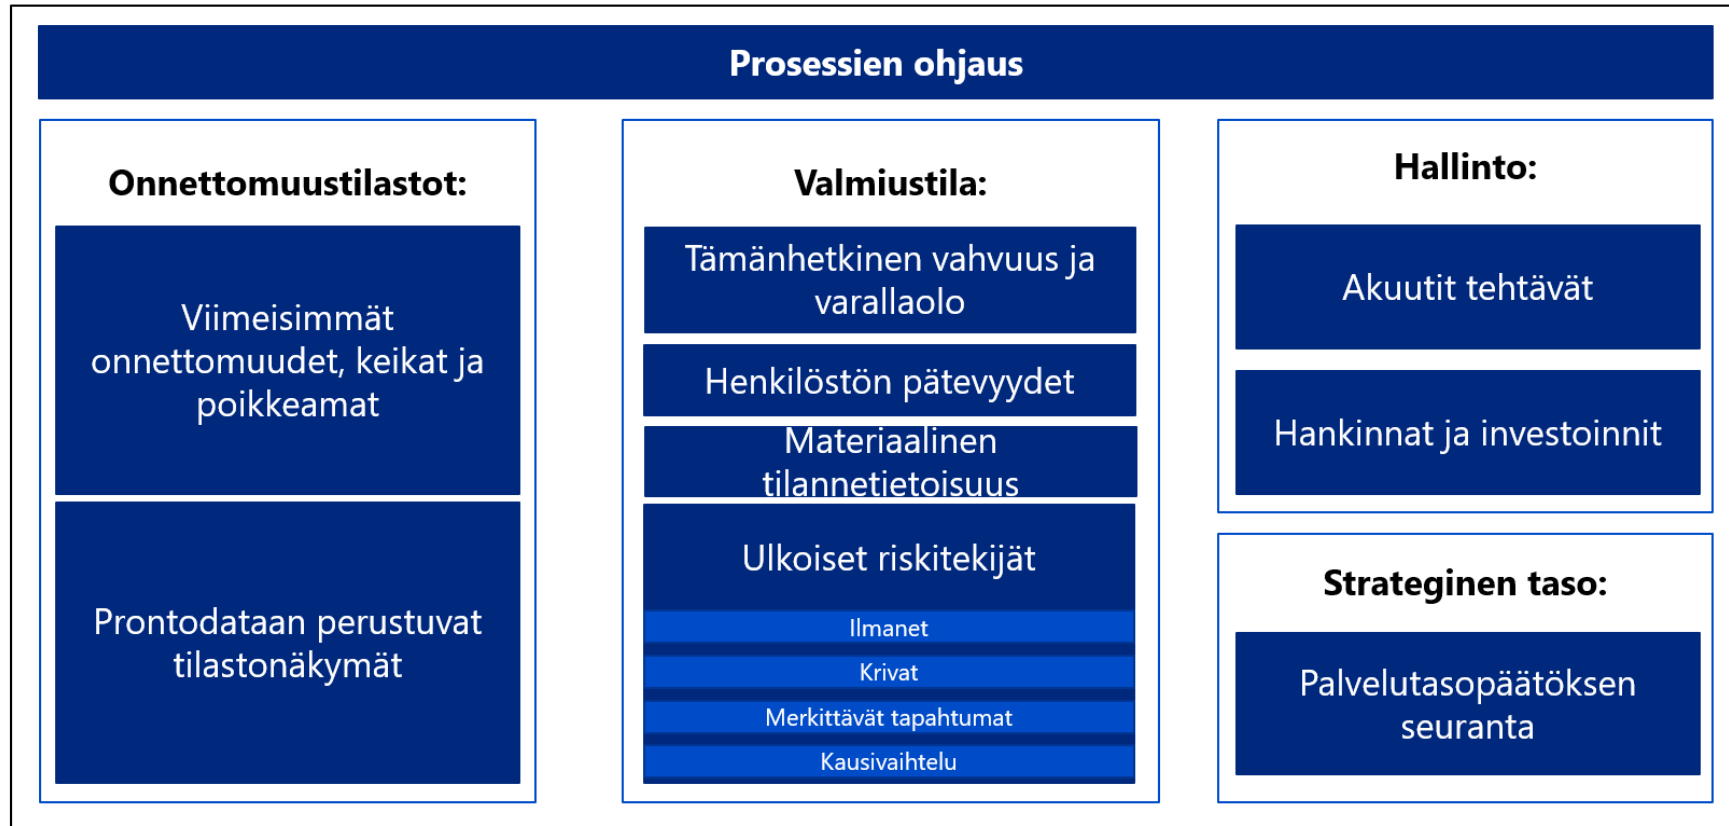 Prosessien ohjaus
Onnettomuustilastot:
Viimeisimmät
onnettomuudet, keikat ja
poikkeamat
Prontodataan perustuvat
tilastonäkymät
Valmiustila:
Tämänhetkinen vahvuus ja
varallaolo
Henkilöstön pätevyydet
Materiaalinen
tilannetietoisuus
Ulkoiset riskitekijät
Ilmanet
Krivat
Merkittävät tapahtumat
Kausivaihtelu
Hallinto:
Akuutit tehtävät
Hankinnat ja investoinnit
Strateginen taso:
Palvelutasopäätöksen
seuranta